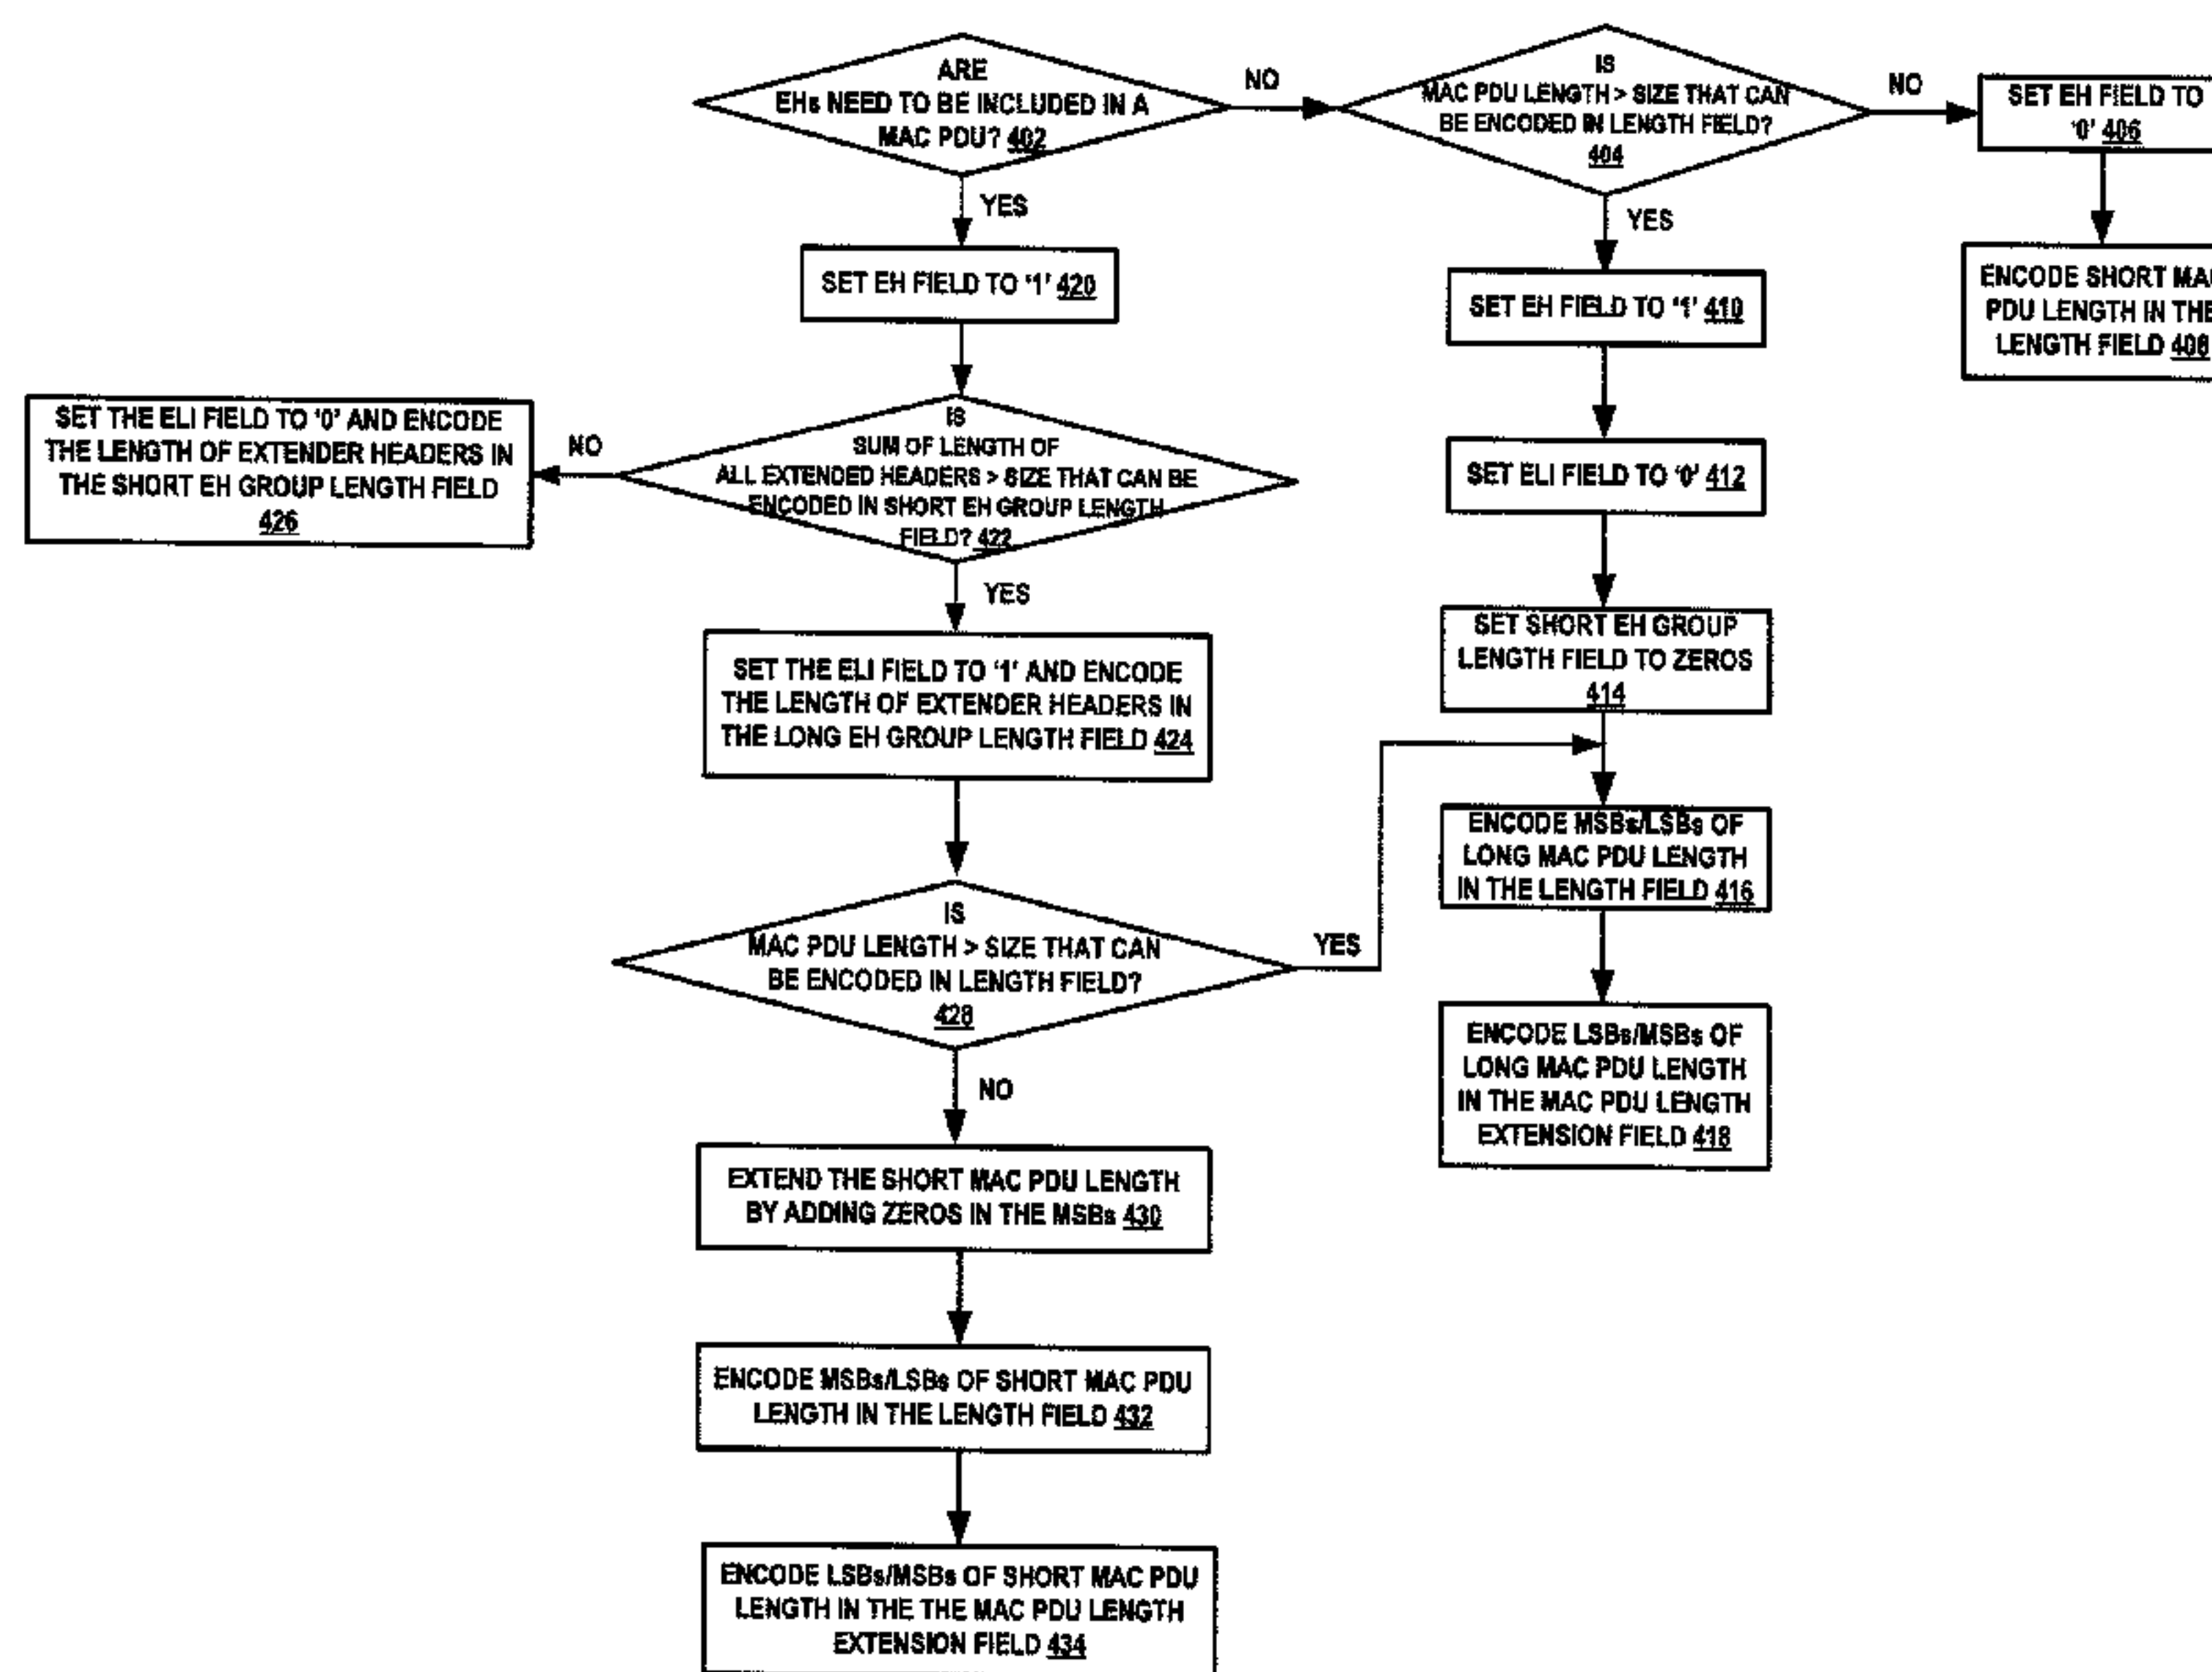 ARE
EHs NEED TO BE INCLUDED IN A
MAC PDU? 402
NO
YES
IS
MAC PDU LENGTH > SIZE THAT CAN
BE ENCODED IN LENGTH FIELD?
404
NO
YES
SET EH FIELD TO
'0' 406
ENCODE SHORT MAC
PDU LENGTH IN THE
LENGTH FIELD 408
SET EH FIELD TO '1' 420
SET EH FIELD TO '1' 410
SET ELI FIELD TO '0' 412
SET SHORT EH GROUP
LENGTH FIELD TO ZEROS
414
IS
SUM OF LENGTH OF
ALL EXTENDED HEADERS > SIZE THAT CAN BE
ENCODED IN SHORT EH GROUP LENGTH
FIELD? 422
NO
YES
SET THE ELI FIELD TO '0' AND ENCODE
THE LENGTH OF EXTENDER HEADERS IN
THE SHORT EH GROUP LENGTH FIELD
426
SET THE ELI FIELD TO '1' AND ENCODE
THE LENGTH OF EXTENDER HEADERS IN
THE LONG EH GROUP LENGTH FIELD 424
IS
MAC PDU LENGTH > SIZE THAT CAN
BE ENCODED IN LENGTH FIELD?
428
YES
NO
ENCODE MSBs/LSBs OF
LONG MAC PDU LENGTH
IN THE LENGTH FIELD 416
ENCODE LSBs/MSBs OF
LONG MAC PDU LENGTH
IN THE MAC PDU LENGTH
EXTENSION FIELD 418
EXTEND THE SHORT MAC PDU LENGTH
BY ADDING ZEROS IN THE MSBs 430
ENCODE MSBs/LSBs OF SHORT MAC PDU
LENGTH IN THE LENGTH FIELD 432
ENCODE LSBs/MSBs OF SHORT MAC PDU
LENGTH IN THE THE MAC PDU LENGTH
EXTENSION FIELD 434